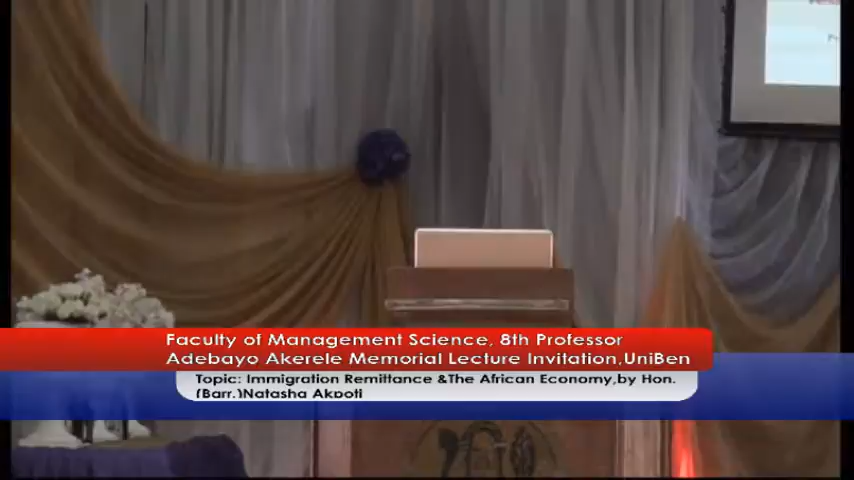 Faculty of Management Science, 8th Professor
Adebayo Akerele Memorial Lecture Invitation,UniBen
Topic: Immigration Remittance &The African Economy,by Hon.
(Barr.)Natasha Akpoti